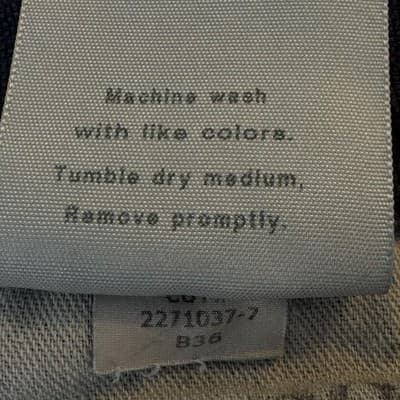 Machine wash
with like colors.
Tumble dry medium,
Remove promptly.
2271037-7
B36